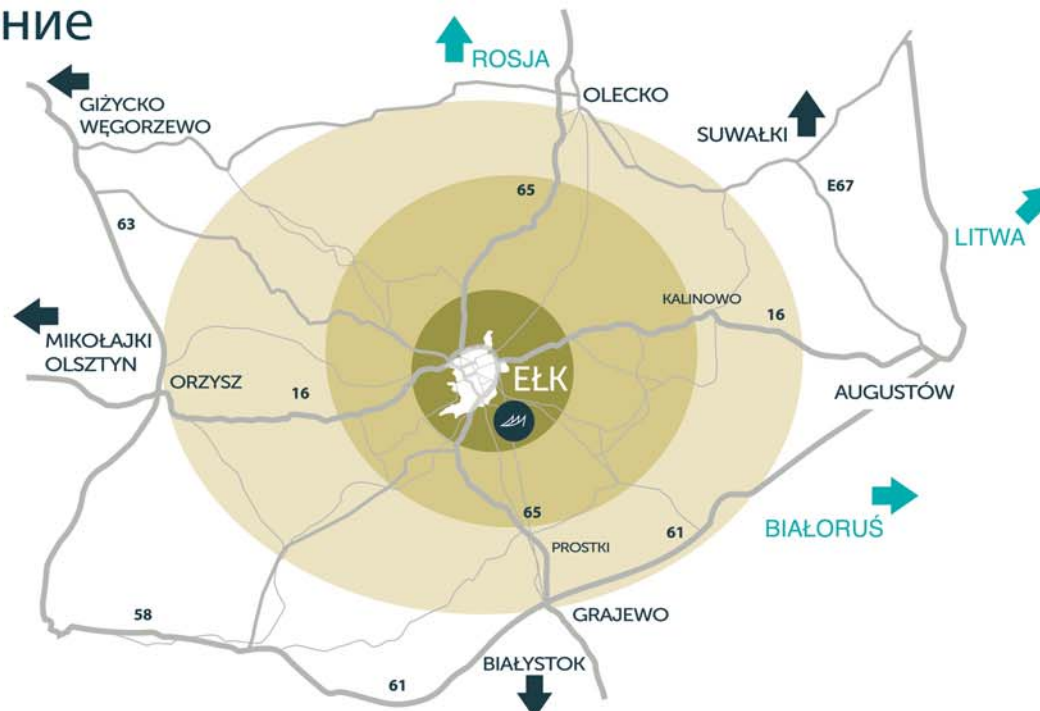 ние
ROSJA
GIŻYCKO
WĘGORZEWO
OLECKO
SUWAŁKI
65
E67
63
LITWA
KALINOWO
16
MIKOŁAJKI
OLSZTYN
ORZYSZ
16
EŁK
AUGUSTÓW
65
61
BIAŁORUŚ
PROSTKI
58
GRAJEWO
BIAŁYSTOK
61